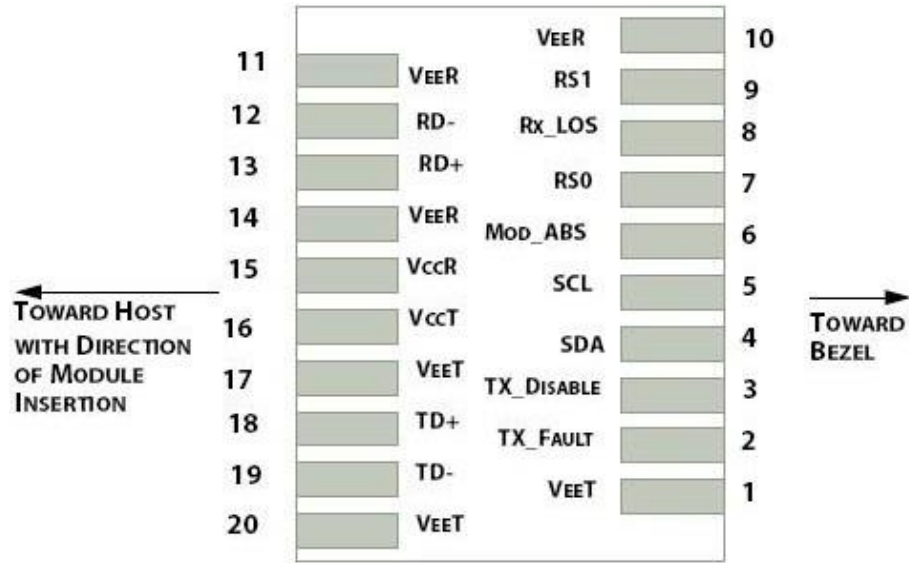 VEER 10
11 VEER
RS1 9
12 RD-
Rx_LOS 8
13 RD+
RS0 7
14 VEER
MOD_ABS 6
15 VCCR
SCL 5
16 VCCT
SDA 4
17 VEET
TX_DISABLE 3
18 TD+
TX_FAULT 2
19 TD-
VEET 1
20 VEET
TOWARD HOST
WITH DIRECTION
OF MODULE
INSERTION
TOWARD
BEZEL